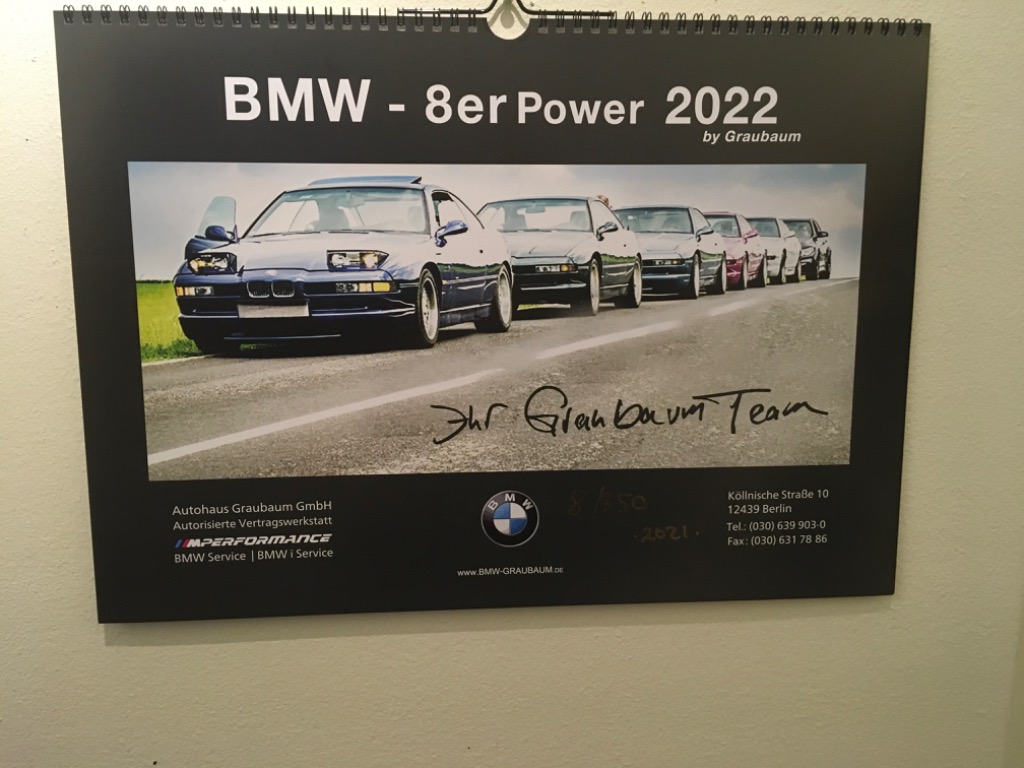 BMW - 8er Power 2022
by Graubaum
Ihr Graubaum Team
Autohaus Graubaum GmbH
Autorisierte Vertragswerkstatt
MPERFORMANCE
BMW Service | BMW i Service
BMW
8/350
2021.
www.BMW-GRAUBAUM.DE
Köllnische Straße 10
12439 Berlin
Tel.: (030) 639 903-0
Fax: (030) 631 78 86